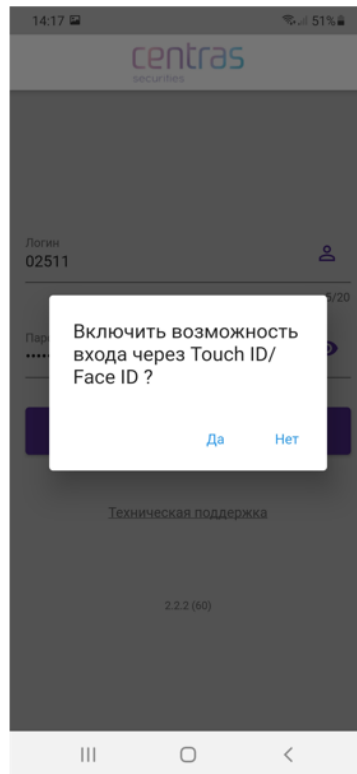 14:17 51%
centras
securities
Логин
02511
5/20
Включить возможность
входа через Touch ID/
Face ID ?
Да Нет
Техническая поддержка
2.2.2 (60)